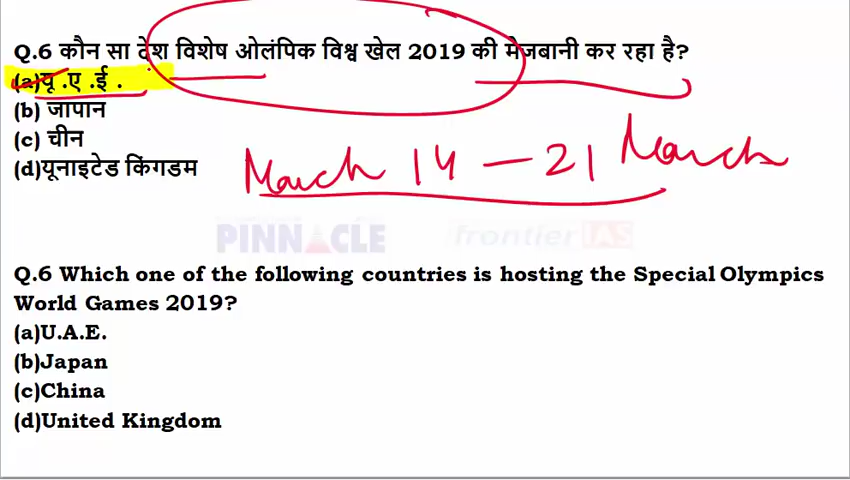 Q.6 कौन सा देश विशेष ओलंपिक विश्व खेल 2019 की मेजबानी कर रहा है?
(a)यू .ए .ई .
(b) जापान
(c) चीन
(d)यूनाइटेड किंगडम
March 14 – 21 March
PINNACLE frontier IAS
Q.6 Which one of the following countries is hosting the Special Olympics
World Games 2019?
(a)U.A.E.
(b)Japan
(c)China
(d)United Kingdom